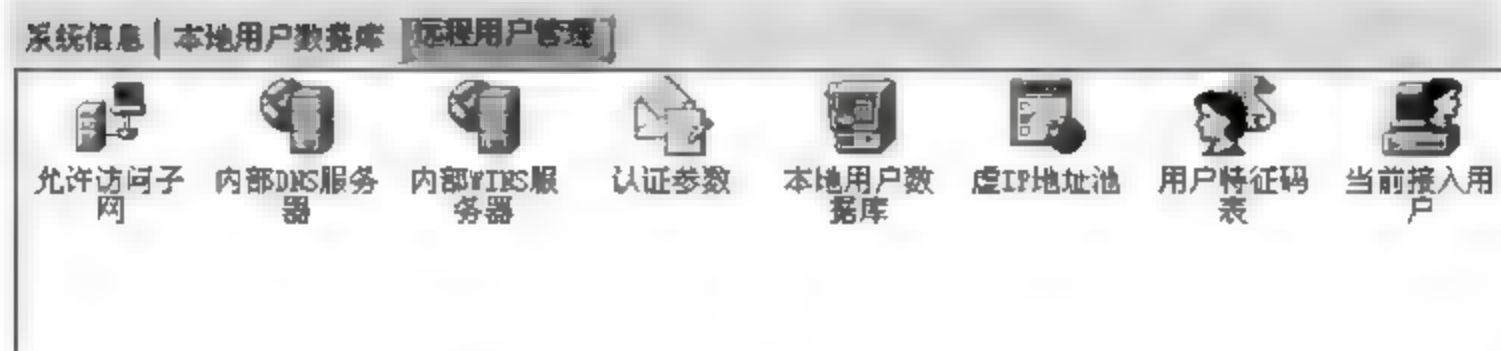 系统信息 | 本地用户数据库 远程用户管理
允许访问子网
内部DNS服务器
内部WINS服务器
认证参数
本地用户数据库
虚IP地址池
用户特征码表
当前接入用户